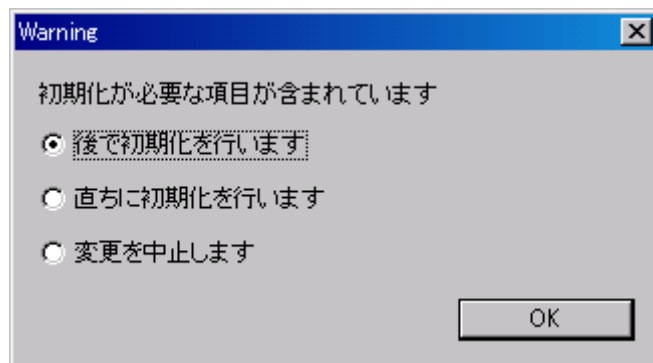 Warning
初期化が必要な項目が含まれています
後で初期化を行います
直ちに初期化を行います
変更を中止します
OK